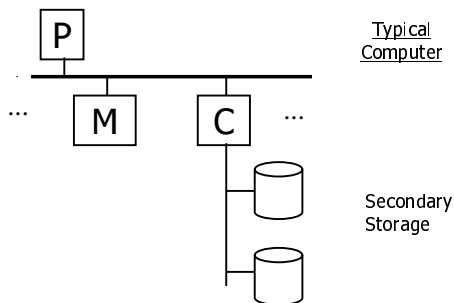 P
Typical
Computer
... M C ...
Secondary
Storage